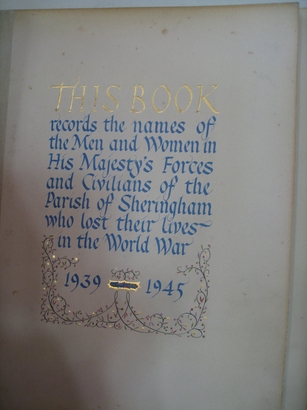 THIS BOOK
records the names of
the Men and Women in
His Majesty's Forces
and Civilians of the
Parish of Sheringham
who lost their lives
in the World War
1939 — 1945